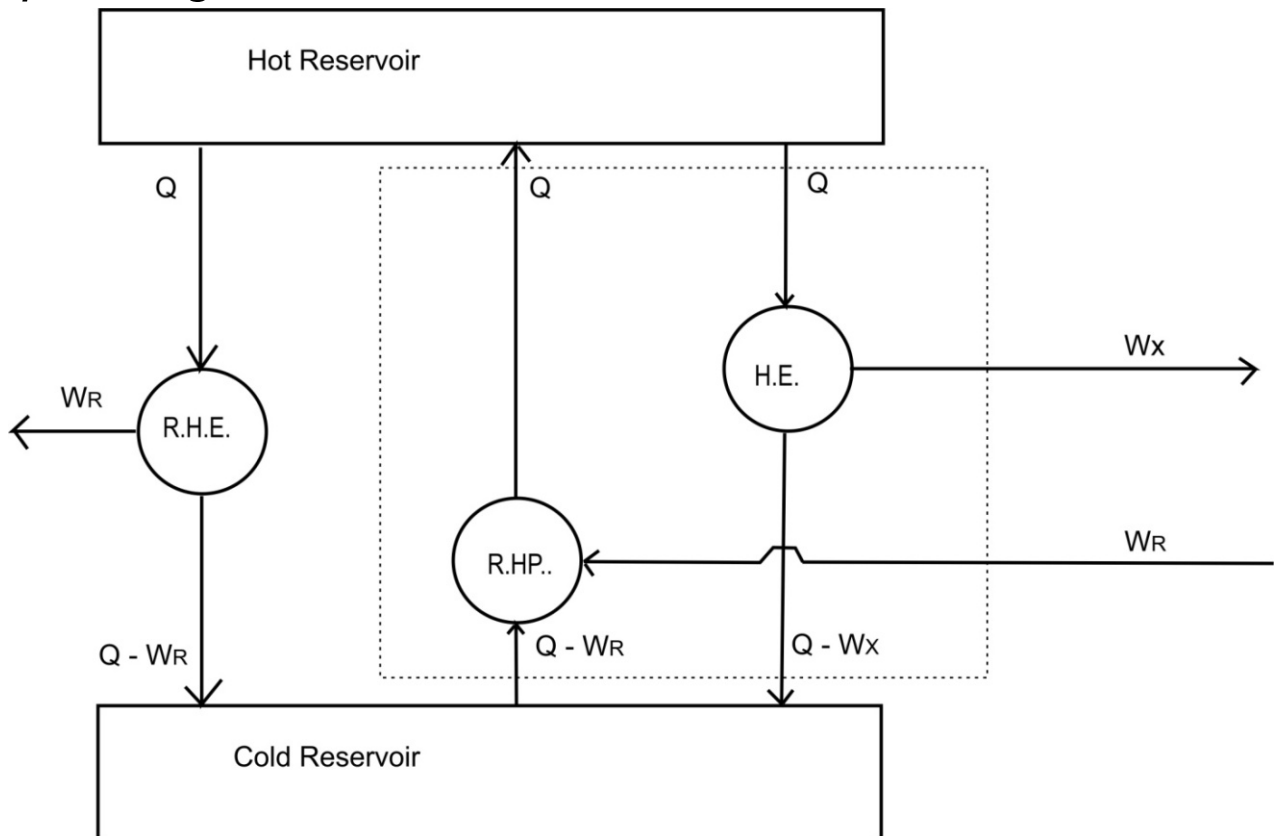 Hot Reservoir
Q
Q
Q
WX
H.E.
WR
R.H.E.
WR
R.HP..
Q - WR
Q - WR
Q - WX
Cold Reservoir